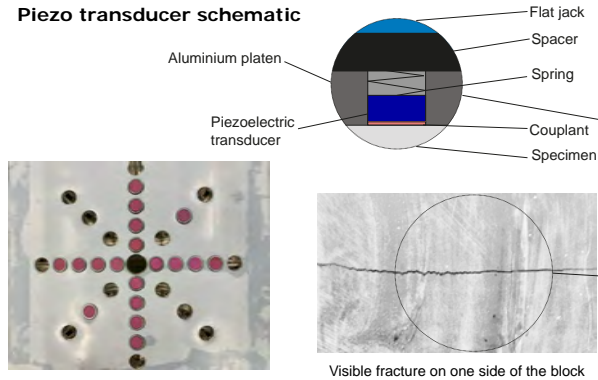 Piezo transducer schematic
Flat jack
Spacer
Aluminium platen
Spring
Piezoelectric
transducer
Couplant
Specimen
Visible fracture on one side of the block